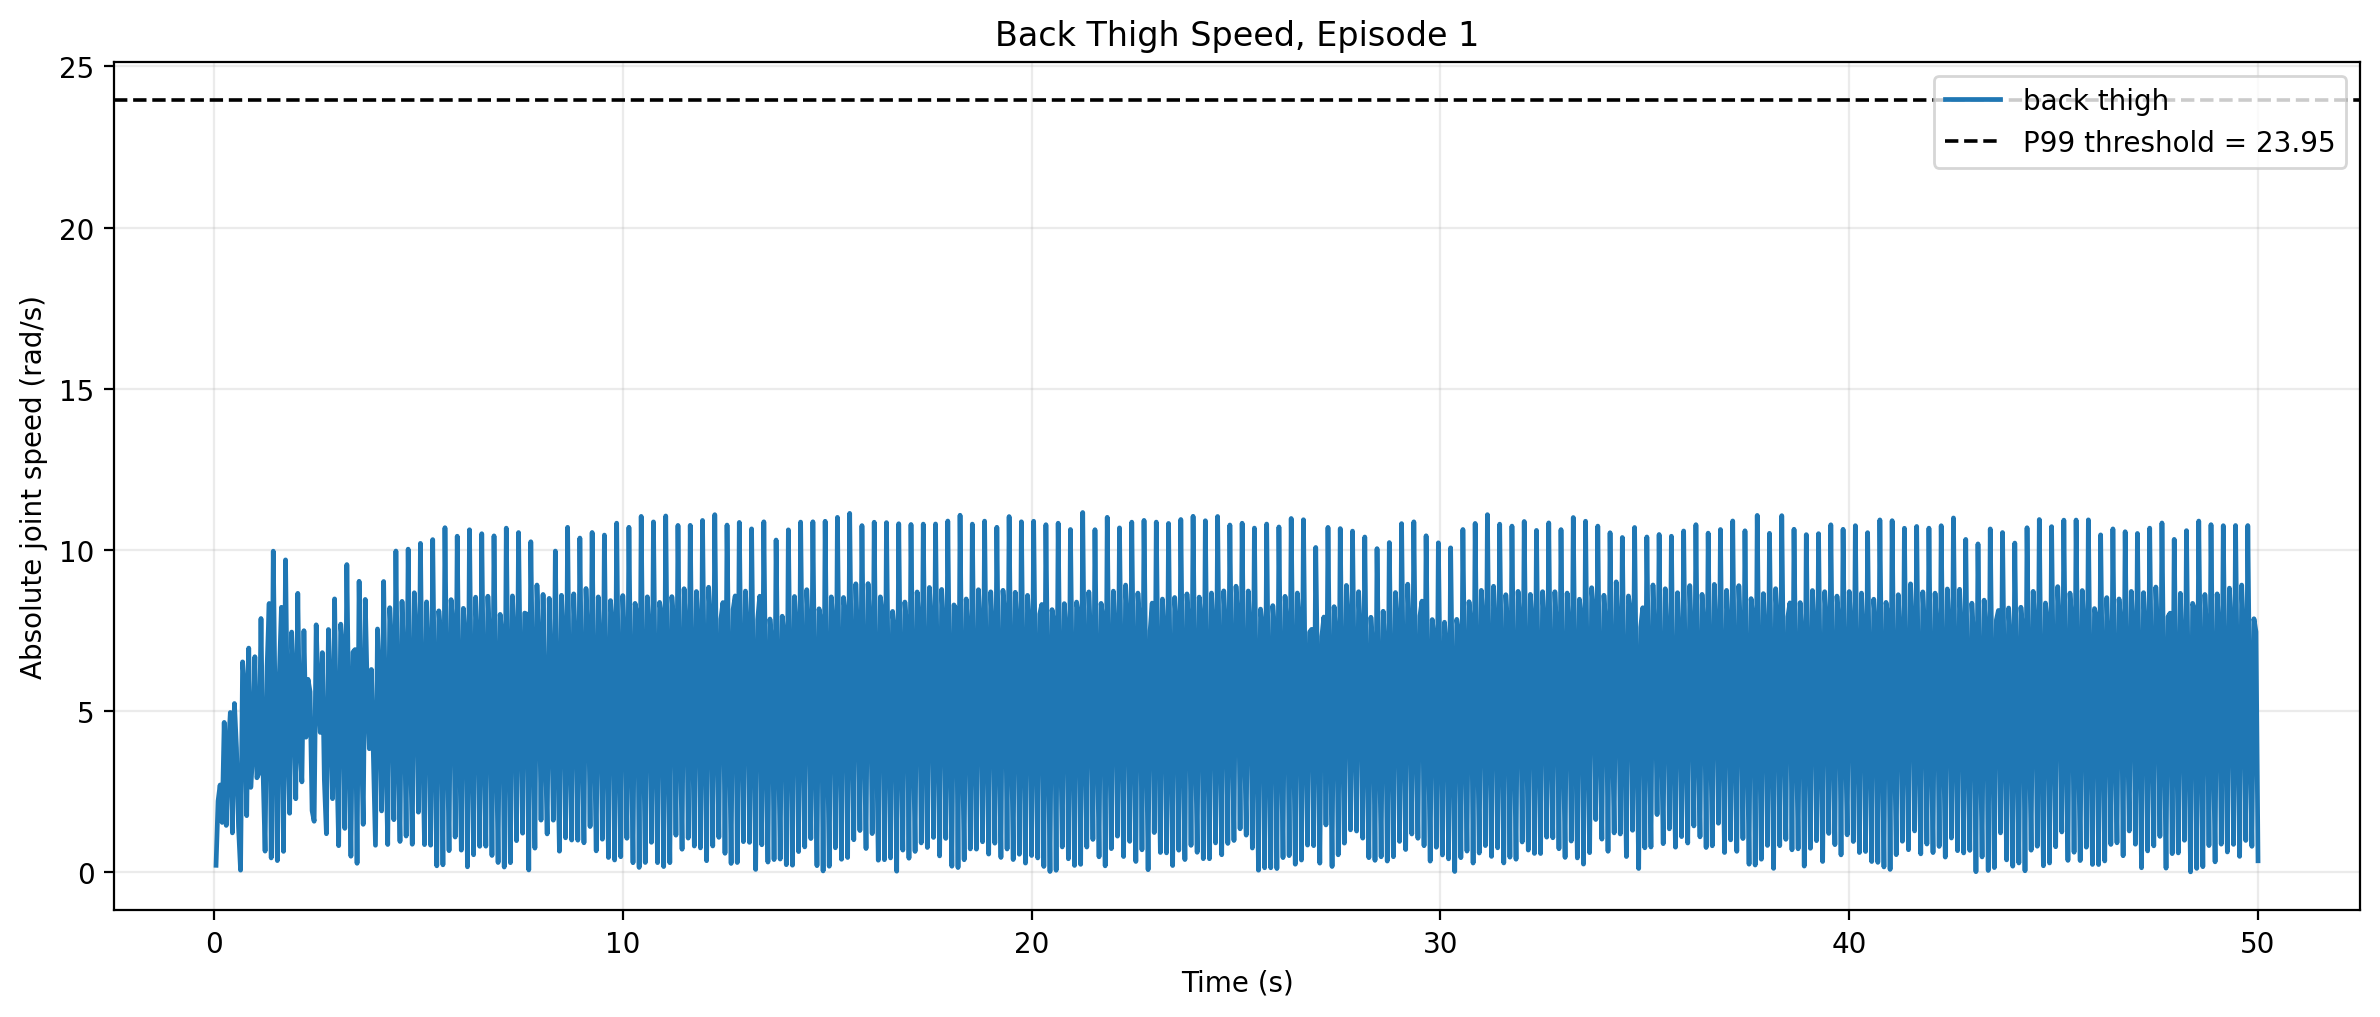 Back Thigh Speed, Episode 1
25
20
15
10
5
0
Absolute joint speed (rad/s)
back thigh
P99 threshold = 23.95
0
10
20
30
40
50
Time (s)